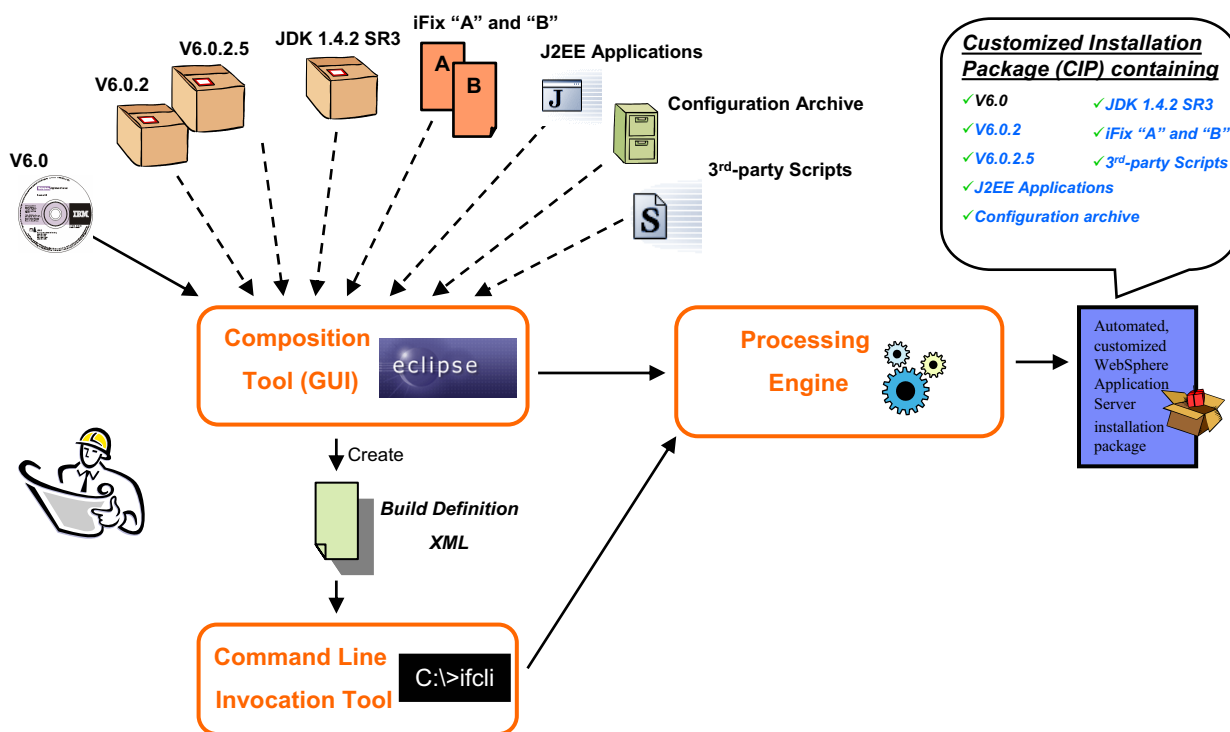 iFix “A” and “B”
V6.0.2.5
JDK 1.4.2 SR3
J2EE Applications
V6.0.2
A
B
J
Configuration Archive
V6.0
3rd-party Scripts
IBM
S
Customized Installation
Package (CIP) containing
✓V6.0
✓JDK 1.4.2 SR3
✓V6.0.2
✓iFix “A” and “B”
✓V6.0.2.5
✓3rd-party Scripts
✓J2EE Applications
✓Configuration archive
Composition
Tool (GUI)
eclipse
Processing
Engine
Automated,
customized
WebSphere
Application
Server
installation
package
Create
Build Definition
XML
Command Line
Invocation Tool
C:\>ifcli